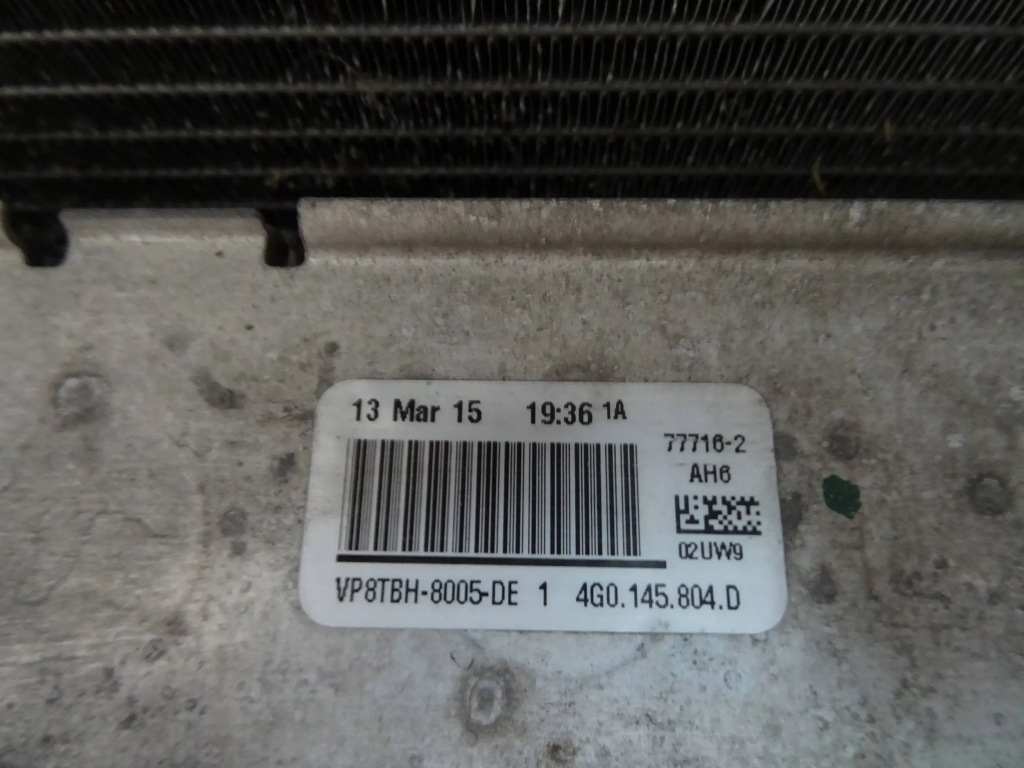 13 Mar 15 19:36 1A
77716-2
AH6
02UW9
VP8TBH-8005-DE 1 4G0.145.804.D